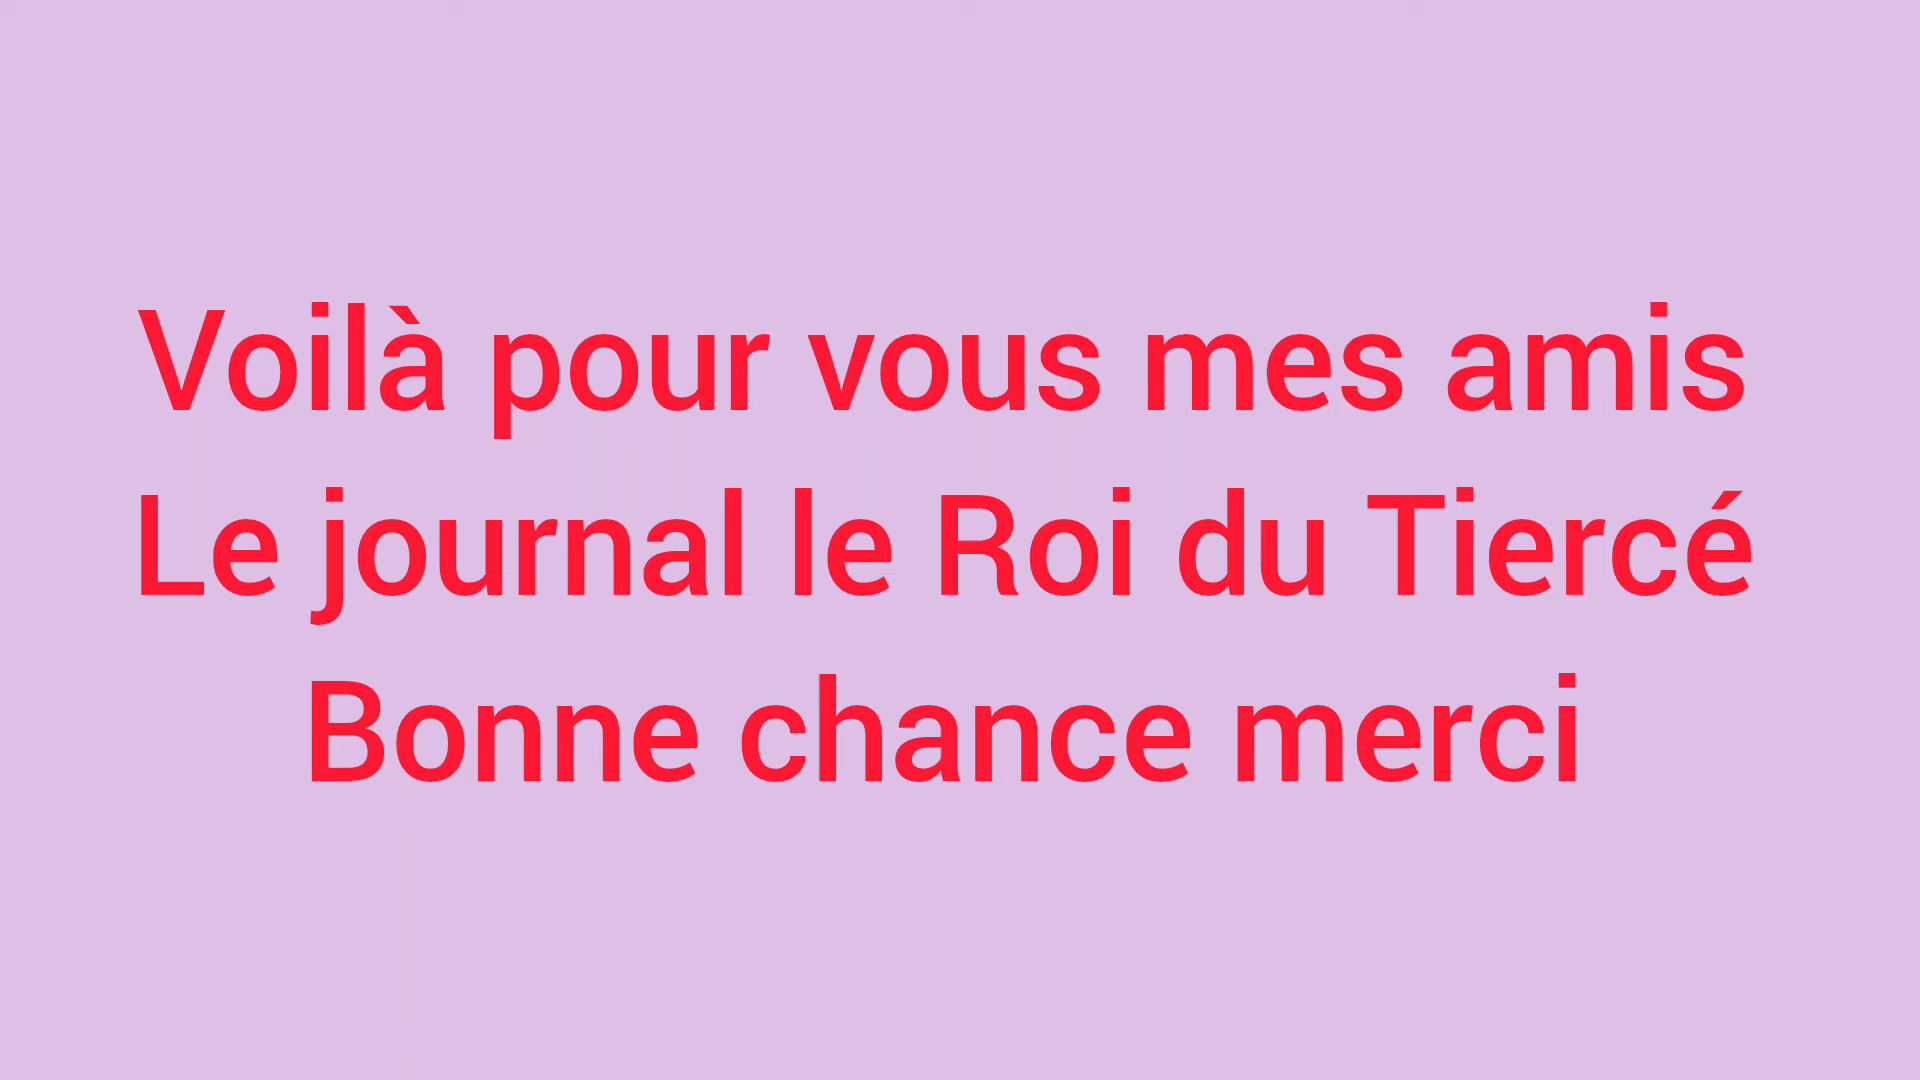 Voilà pour vous mes amis
Le journal le Roi du Tiercé
Bonne chance merci